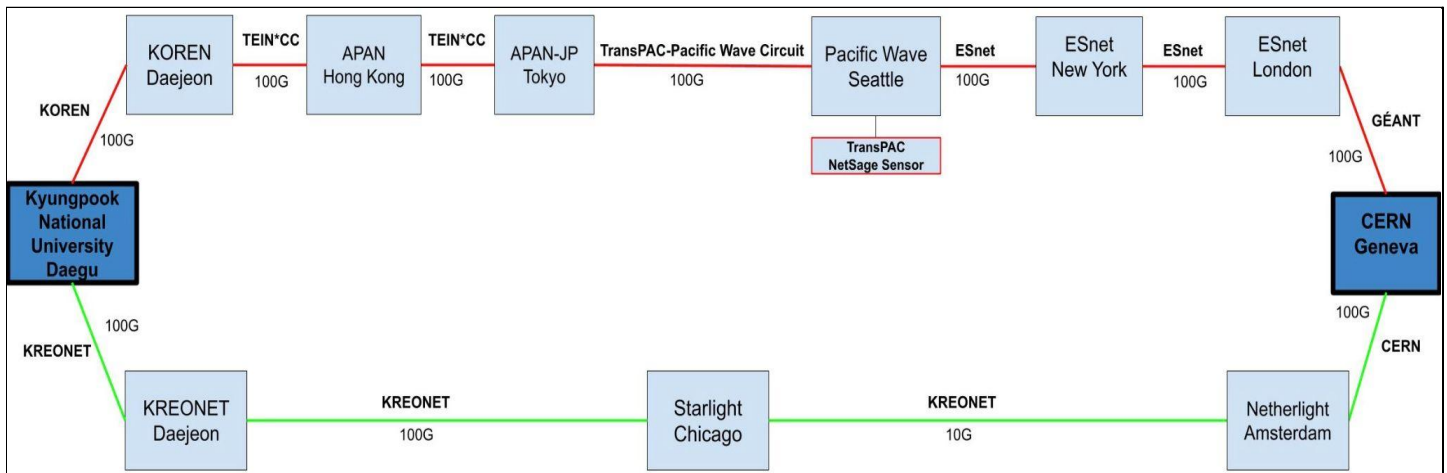 KOREN
Daejeon
TEIN*CC
100G
APAN
Hong Kong
TEIN*CC
100G
APAN-JP
Tokyo
TransPAC-Pacific Wave Circuit
100G
Pacific Wave
Seattle
ESnet
100G
ESnet
New York
ESnet
100G
ESnet
London
TransPAC
NetSage Sensor
KOREN
100G
GÉANT
100G
Kyungpook
National
University
Daegu
CERN
Geneva
100G
KREONET
100G
CERN
KREONET
Daejeon
KREONET
100G
Starlight
Chicago
KREONET
10G
Netherlight
Amsterdam